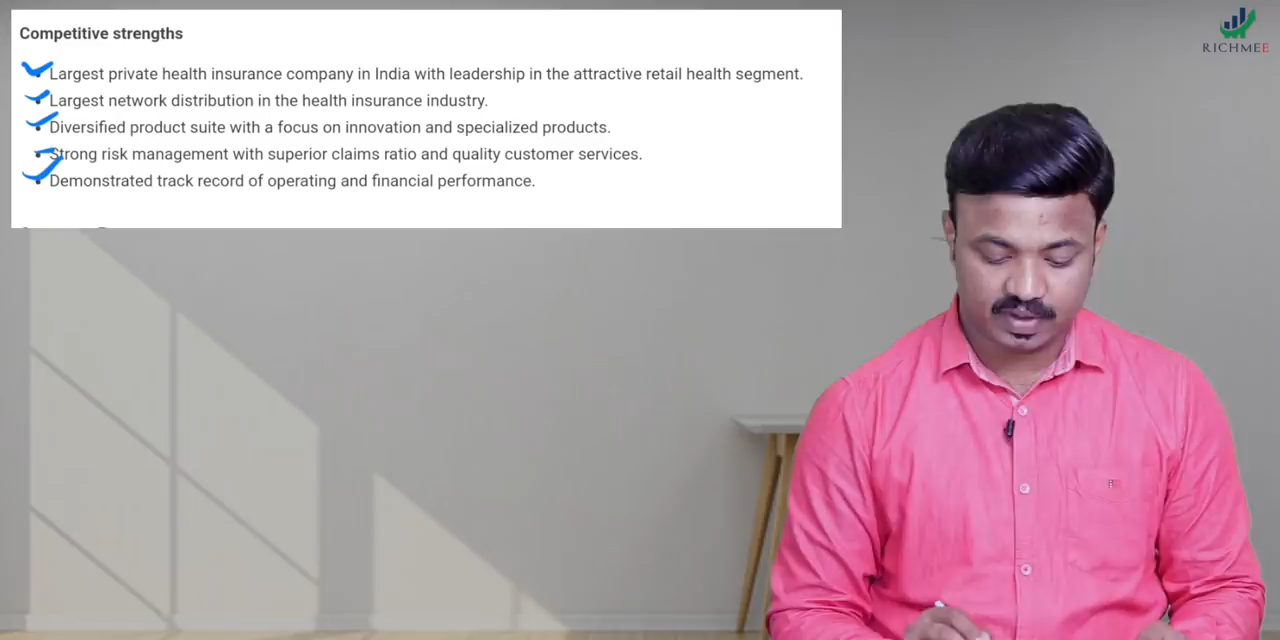 Competitive strengths
Largest private health insurance company in India with leadership in the attractive retail health segment.
Largest network distribution in the health insurance industry.
Diversified product suite with a focus on innovation and specialized products.
Strong risk management with superior claims ratio and quality customer services.
Demonstrated track record of operating and financial performance.
RICHMEE